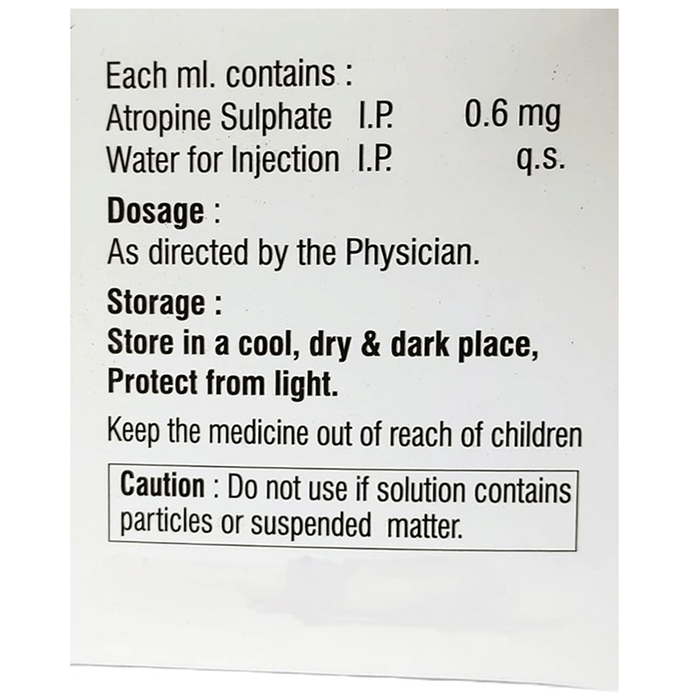 Each ml. contains :
Atropine Sulphate I.P. 0.6 mg
Water for Injection I.P. q.s.
Dosage :
As directed by the Physician.
Storage :
Store in a cool, dry & dark place,
Protect from light.
Keep the medicine out of reach of children
Caution : Do not use if solution contains
particles or suspended matter.